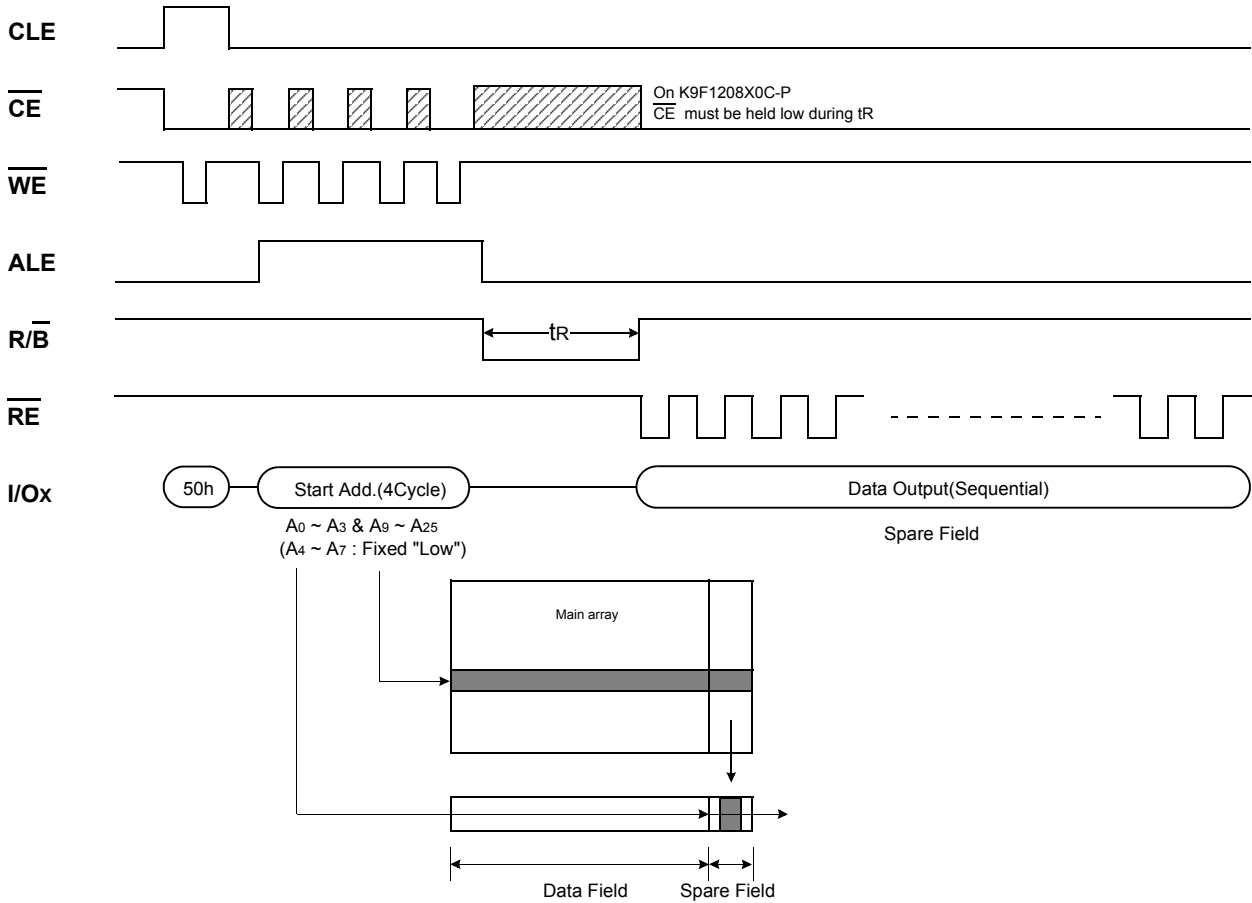 CLE
CE
On K9F1208X0C-P
CE must be held low during tR
WE
ALE
R/B
tR
RE
I/Ox
50h
Start Add.(4Cycle)
Data Output(Sequential)
A0 ~ A3 & A9 ~ A25
(A4 ~ A7 : Fixed "Low")
Spare Field
Main array
Data Field
Spare Field